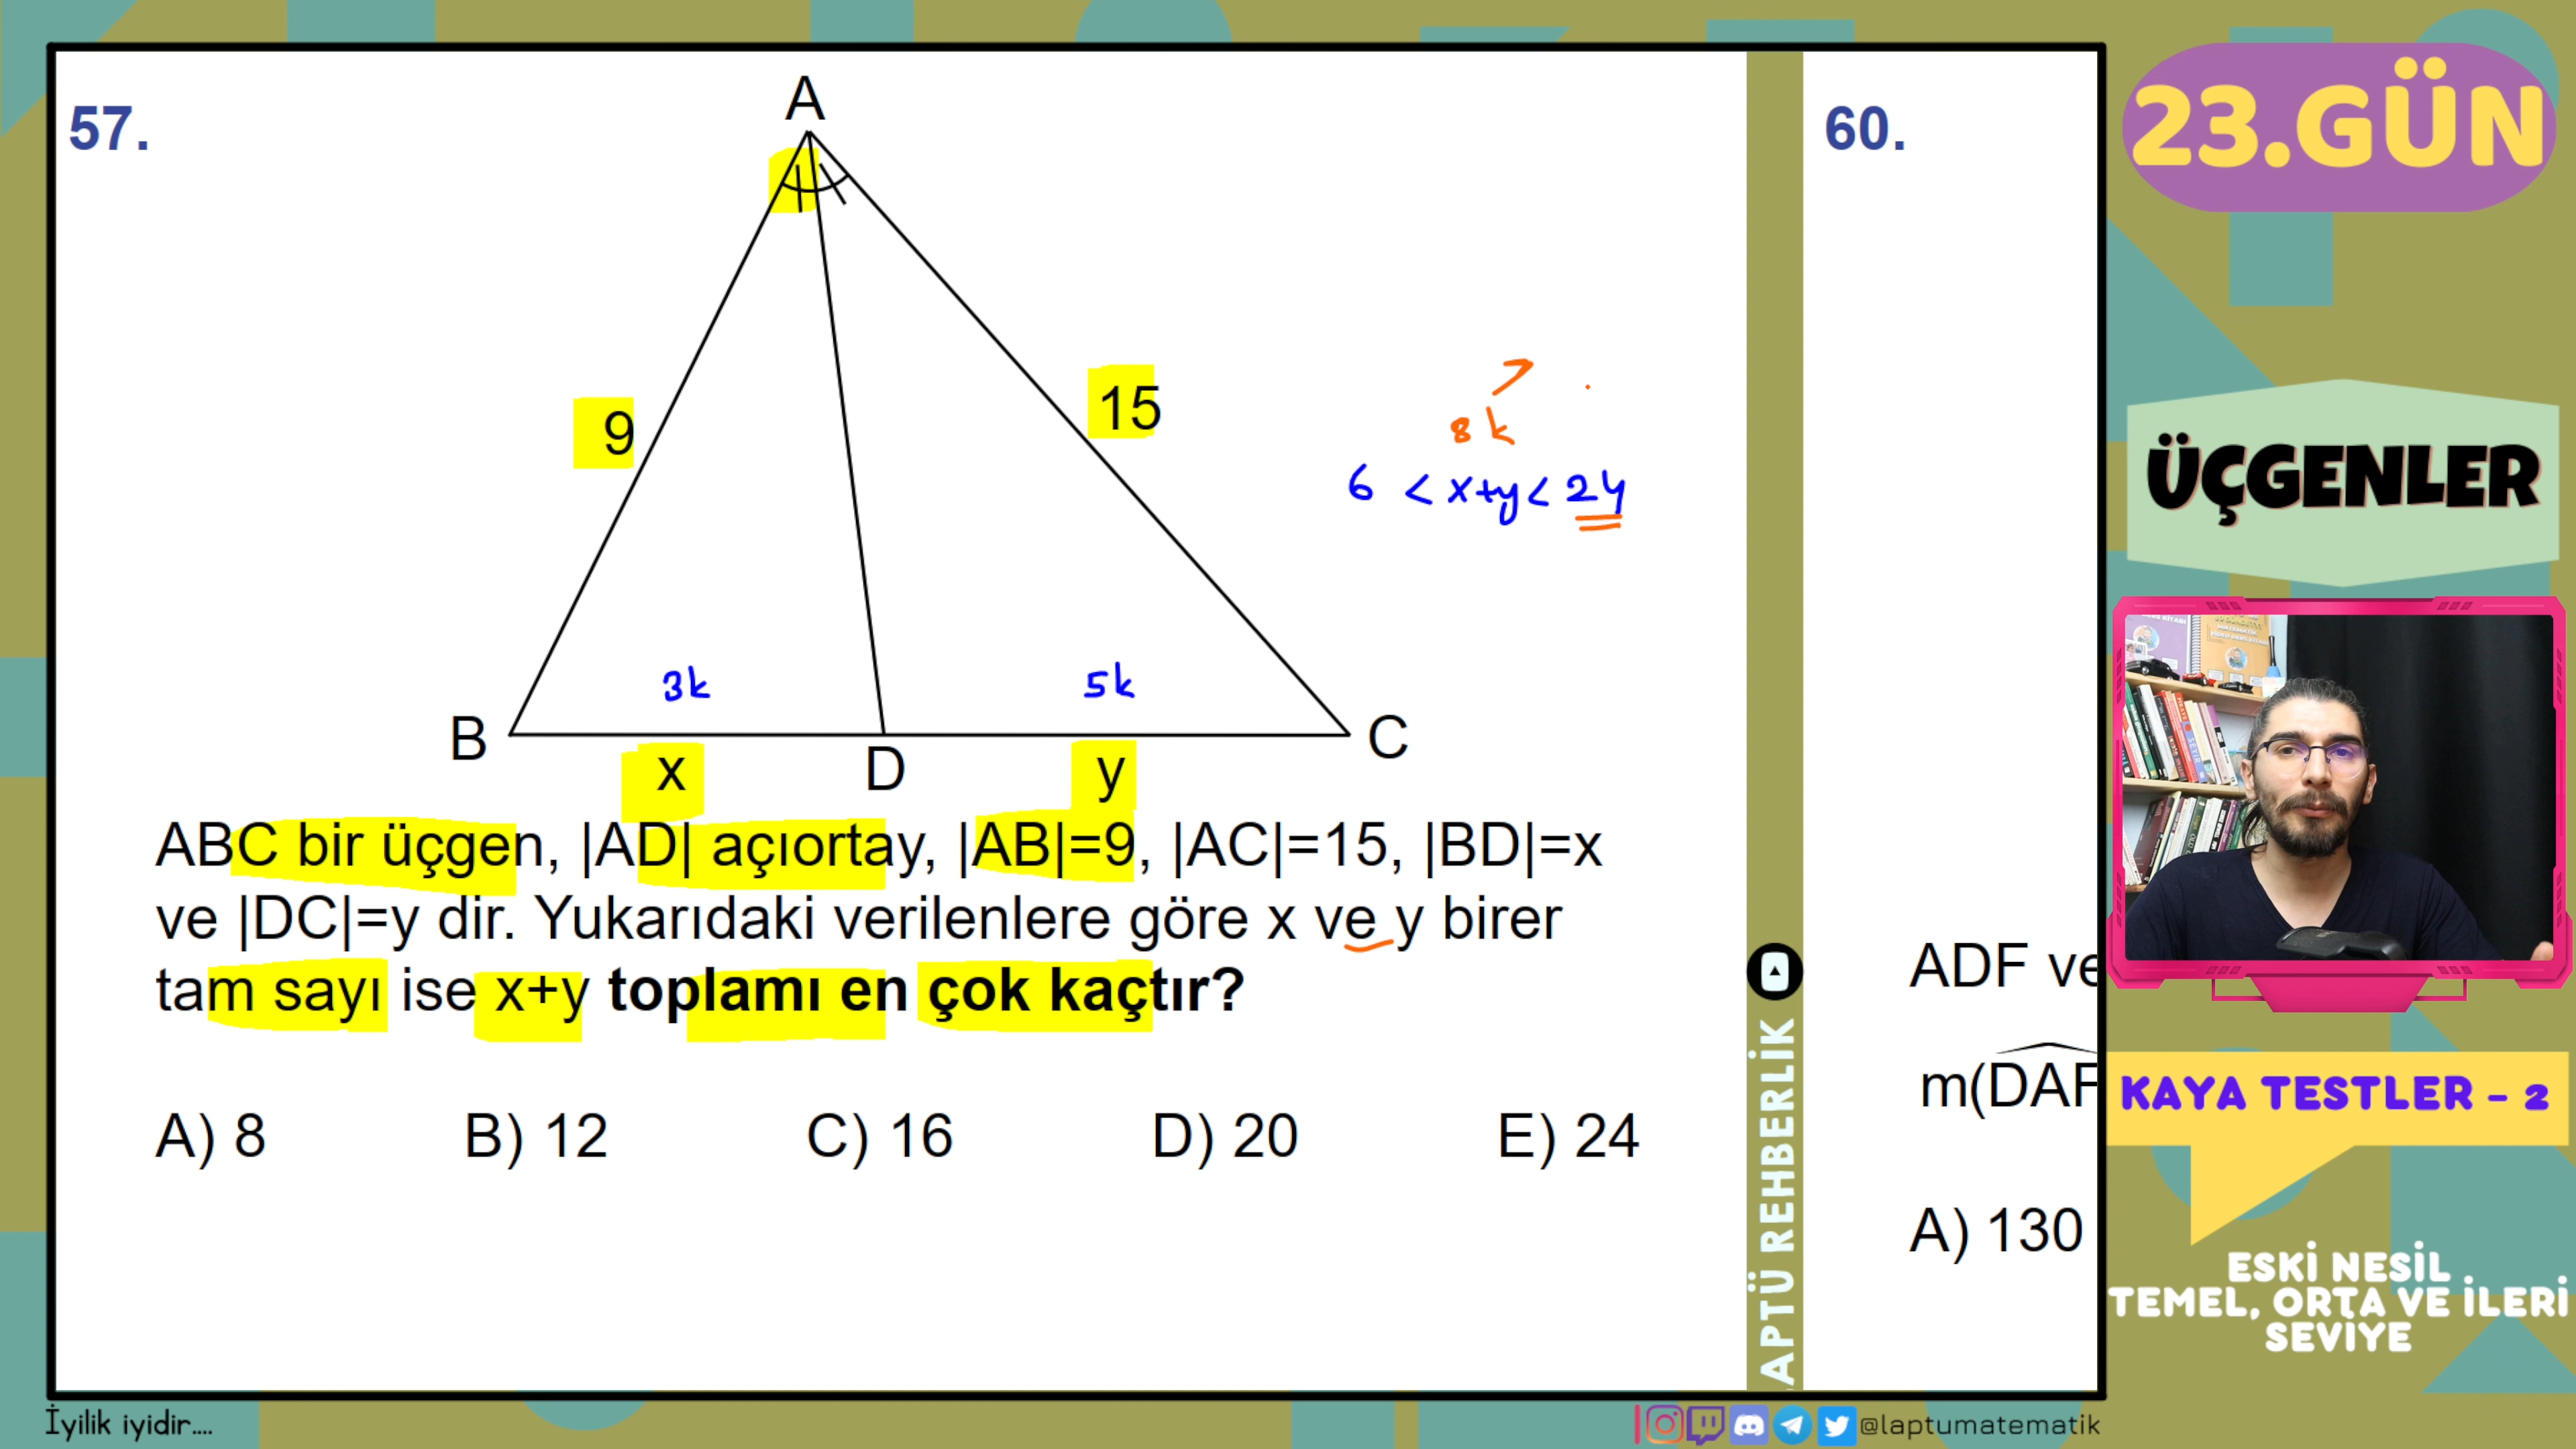 57.
A
9
15
8k
6 < x+y < 24
3k
5k
B
x
D
y
C
ABC bir üçgen, |AD| açıortay, |AB|=9, |AC|=15, |BD|=x
ve |DC|=y dir. Yukarıdaki verilenlere göre x ve y birer
tam sayı ise x+y toplamı en çok kaçtır?
A) 8 B) 12 C) 16 D) 20 E) 24
APTÜ REHBERLİK
60.
ADF ve
m(DAF
A) 130
23.GÜN
ÜÇGENLER
KAYA TESTLER - 2
ESKİ NESİL
TEMEL, ORTA VE İLERİ
SEVİYE
İyilik iyidir....
@laptumatematik